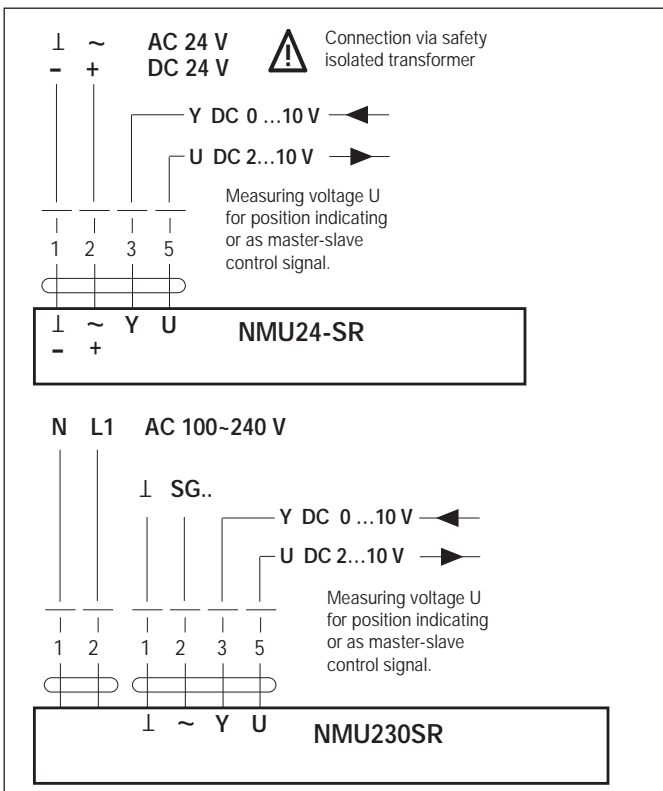 ⊥ ~ AC 24 V
– + DC 24 V
Connection via safety
isolated transformer
Y DC 0 ...10 V
U DC 2...10 V
Measuring voltage U
for position indicating
or as master-slave
control signal.
1 2 3 5
⊥ ~ Y U
– +
NMU24-SR
N L1 AC 100~240 V
⊥ SG..
Y DC 0 ...10 V
U DC 2...10 V
Measuring voltage U
for position indicating
or as master-slave
control signal.
1 2 1 2 3 5
⊥ ~ Y U
NMU230SR